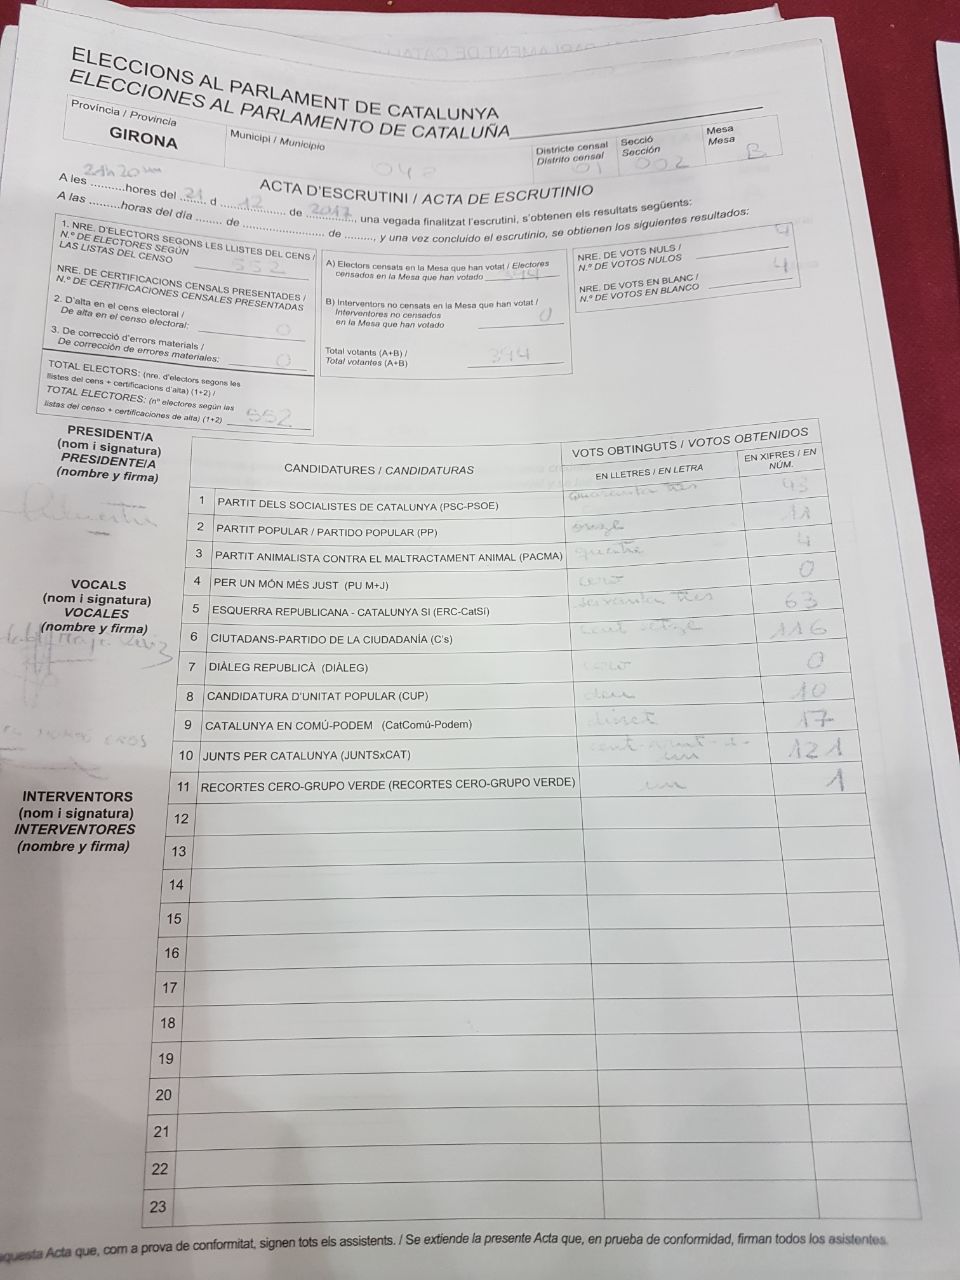 ELECCIONS AL PARLAMENT DE CATALUNYA
ELECCIONES AL PARLAMENTO DE CATALUÑA
Província / Provincia
GIRONA
Municipi / Municipio
Districte censal
Distrito censal
01
Secció
Sección
002
Mesa
Mesa
B
ACTA D'ESCRUTINI / ACTA DE ESCRUTINIO
A les 21h 20 hores del 21 d 12 de 2017, una vegada finalitzat l'escrutini, s'obtenen els resultats següents:
A las ..........horas del día ....... de ........................ de ........., y una vez concluido el escrutinio, se obtienen los siguientes resultados:
1. NRE. D'ELECTORS SEGONS LES LLISTES DEL CENS /
N.º DE ELECTORES SEGÚN
LAS LISTAS DEL CENSO 552
NRE. DE CERTIFICACIONS CENSALS PRESENTADES /
N.º DE CERTIFICACIONES CENSALES PRESENTADAS
2. D'alta en el cens electoral /
De alta en el censo electoral: 0
3. De correcció d'errors materials /
De corrección de errores materiales: 0
TOTAL ELECTORS: (nre. d'electors segons les
llistes del cens + certificacions d'alta) (1+2) /
TOTAL ELECTORES: (nº electores según las
listas del censo + certificaciones de alta) (1+2) 552
A) Electors censats en la Mesa que han votat / Electores
censados en la Mesa que han votado 394
B) Interventors no censats en la Mesa que han votat /
Interventores no censados
en la Mesa que han votado 0
Total votants (A+B) /
Total votantes (A+B) 394
NRE. DE VOTS NULS /
N.º DE VOTOS NULOS 4
NRE. DE VOTS EN BLANC /
N.º DE VOTOS EN BLANCO 4
PRESIDENT/A
(nom i signatura)
PRESIDENTE/A
(nombre y firma)
VOCALS
(nom i signatura)
VOCALES
(nombre y firma)
INTERVENTORS
(nom i signatura)
INTERVENTORES
(nombre y firma)
CANDIDATURES / CANDIDATURAS
VOTS OBTINGUTS / VOTOS OBTENIDOS
EN LLETRES / EN LETRA
EN XIFRES / EN
NÚM.
1 PARTIT DELS SOCIALISTES DE CATALUNYA (PSC-PSOE) quaranta tres 43
2 PARTIT POPULAR / PARTIDO POPULAR (PP) onze 11
3 PARTIT ANIMALISTA CONTRA EL MALTRACTAMENT ANIMAL (PACMA) quatre 4
4 PER UN MÓN MÉS JUST (PU M+J) cero 0
5 ESQUERRA REPUBLICANA - CATALUNYA SI (ERC-CatSí) seixanta tres 63
6 CIUTADANS-PARTIDO DE LA CIUDADANÍA (C's) cent setze 116
7 DIÀLEG REPUBLICÀ (DIÀLEG) cero 0
8 CANDIDATURA D'UNITAT POPULAR (CUP) deu 10
9 CATALUNYA EN COMÚ-PODEM (CatComú-Podem) disset 17
10 JUNTS PER CATALUNYA (JUNTSxCAT) un 121
11 RECORTES CERO-GRUPO VERDE (RECORTES CERO-GRUPO VERDE) un 1
12
13
14
15
16
17
18
19
20
21
22
23
questa Acta que, com a prova de conformitat, signen tots els assistents. / Se extiende la presente Acta que, en prueba de conformidad, firman todos los asistentes.